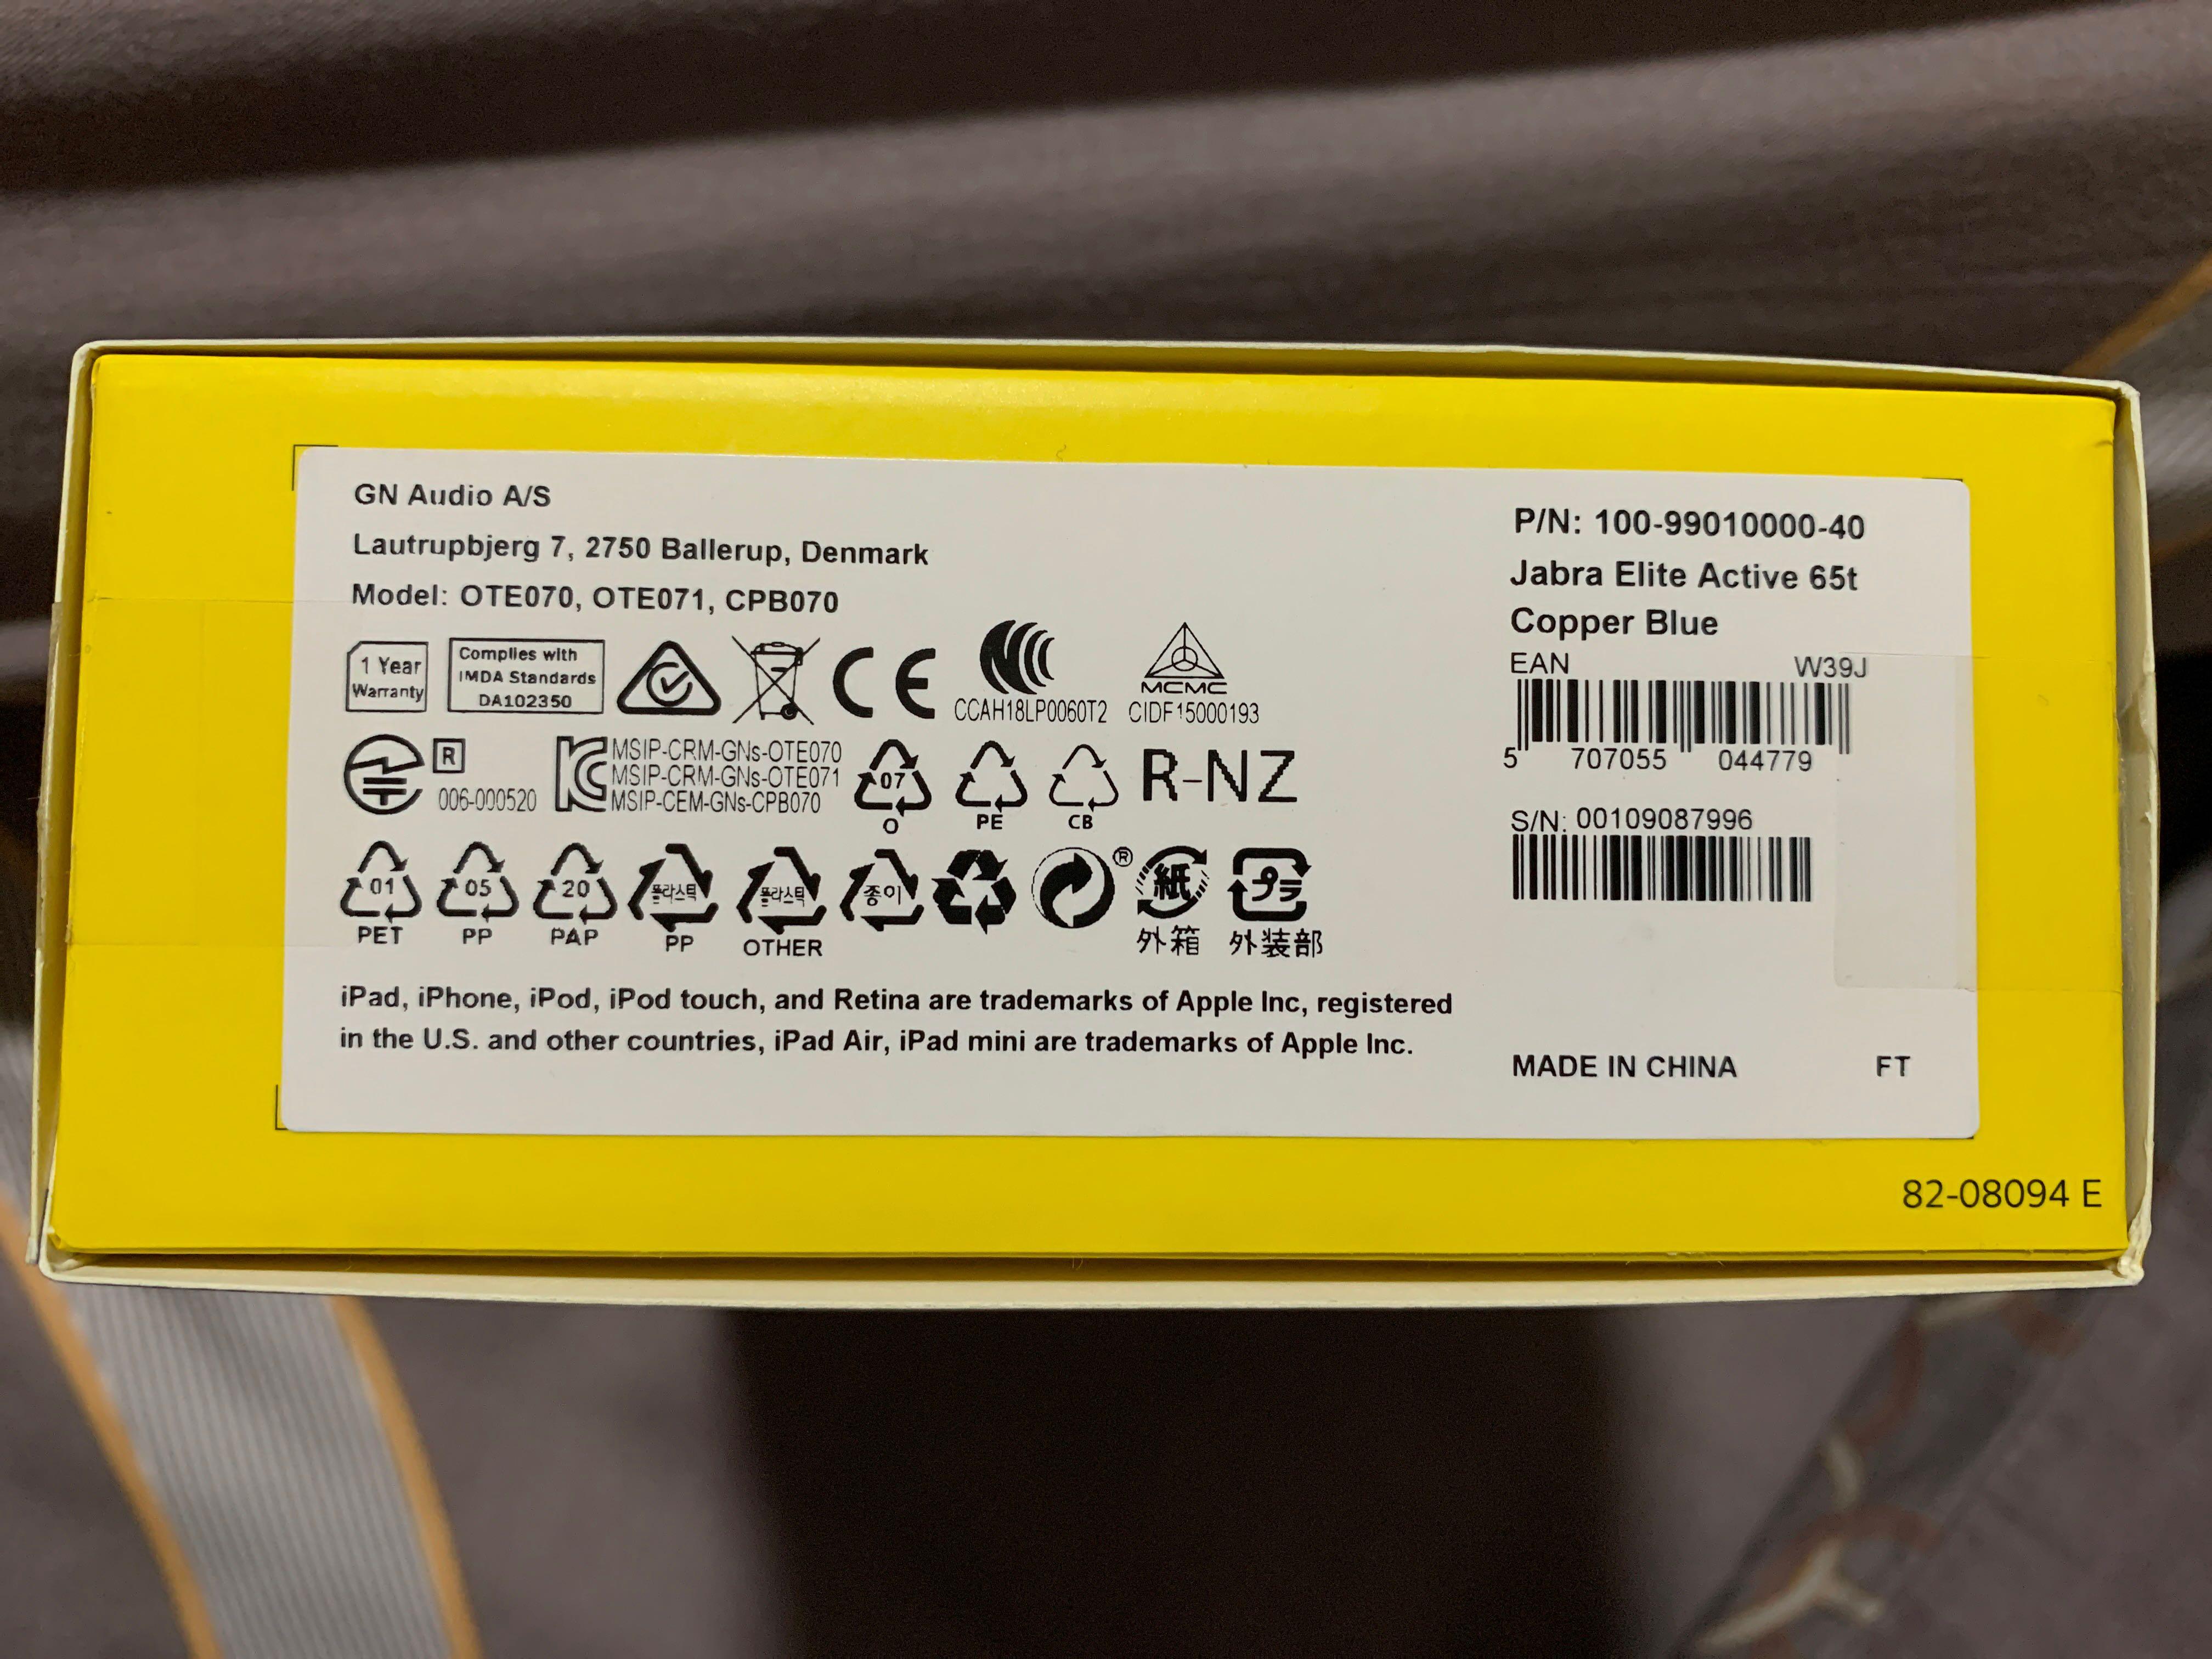 GN Audio A/S
Lautrupbjerg 7, 2750 Ballerup, Denmark
Model: OTE070, OTE071, CPB070
1 Year
Warranty
Complies with
IMDA Standards
DA102350
CE
CCAH18LP0060T2
MCMC
CIDF15000193
R
006-000520
MSIP-CRM-GNs-OTE070
MSIP-CRM-GNs-OTE071
MSIP-CEM-GNs-CPB070
07
O
PE
CB
R-NZ
01
PET
05
PP
20
PAP
플라스틱
PP
플라스틱
OTHER
종이
®
紙
外箱
プラ
外装部
iPad, iPhone, iPod, iPod touch, and Retina are trademarks of Apple Inc, registered
in the U.S. and other countries, iPad Air, iPad mini are trademarks of Apple Inc.
P/N: 100-99010000-40
Jabra Elite Active 65t
Copper Blue
EAN W39J
5 707055 044779
S/N: 00109087996
MADE IN CHINA FT
82-08094 E